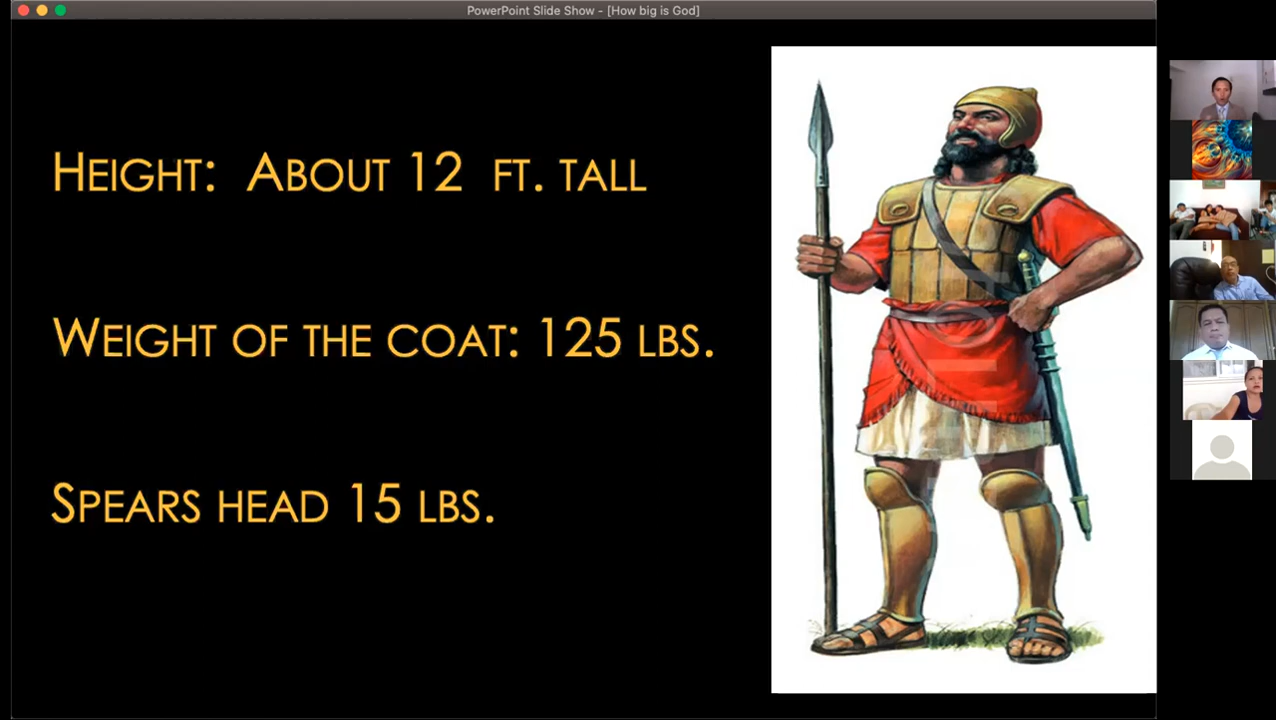 PowerPoint Slide Show - [How big is God]
Height: About 12 ft. tall
Weight of the coat: 125 lbs.
Spears head 15 lbs.